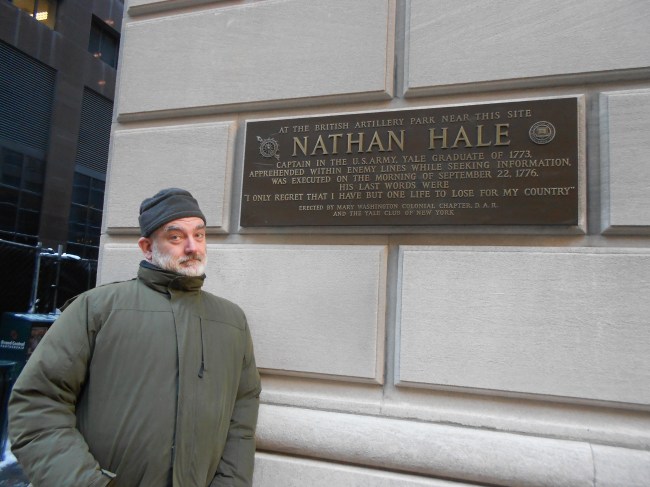 AT THE BRITISH ARTILLERY PARK NEAR THIS SITE
NATHAN HALE
CAPTAIN IN THE U.S. ARMY, YALE GRADUATE OF 1773,
APPREHENDED WITHIN ENEMY LINES WHILE SEEKING INFORMATION,
WAS EXECUTED ON THE MORNING OF SEPTEMBER 22, 1776.
HIS LAST WORDS WERE
"I ONLY REGRET THAT I HAVE BUT ONE LIFE TO LOSE FOR MY COUNTRY"
ERECTED BY MARY WASHINGTON COLONIAL CHAPTER, D.A.R.
AND THE YALE CLUB OF NEW YORK
Grand Central
PARTNERSHIP